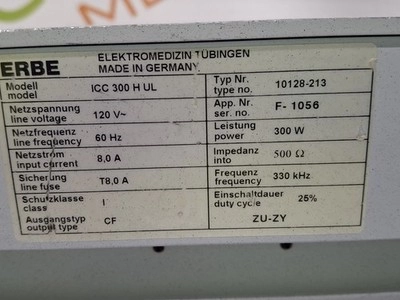 ERBE
ELEKTROMEDIZIN TÜBINGEN
MADE IN GERMANY
Modell
model
ICC 300 H UL
Typ Nr.
type no.
10128-213
Netzspannung
line voltage
120 V~
App. Nr.
ser. no.
F- 1056
Netzfrequenz
line frequency
60 Hz
Leistung
power
300 W
Netzstrom
input current
8,0 A
Impedanz
into
500 Ω
Sicherung
line fuse
T8,0 A
Frequenz
frequency
330 kHz
Schutzklasse
class
I
Einschaltdauer
duty cycle
25%
Ausgangstyp
output type
CF
ZU-ZY